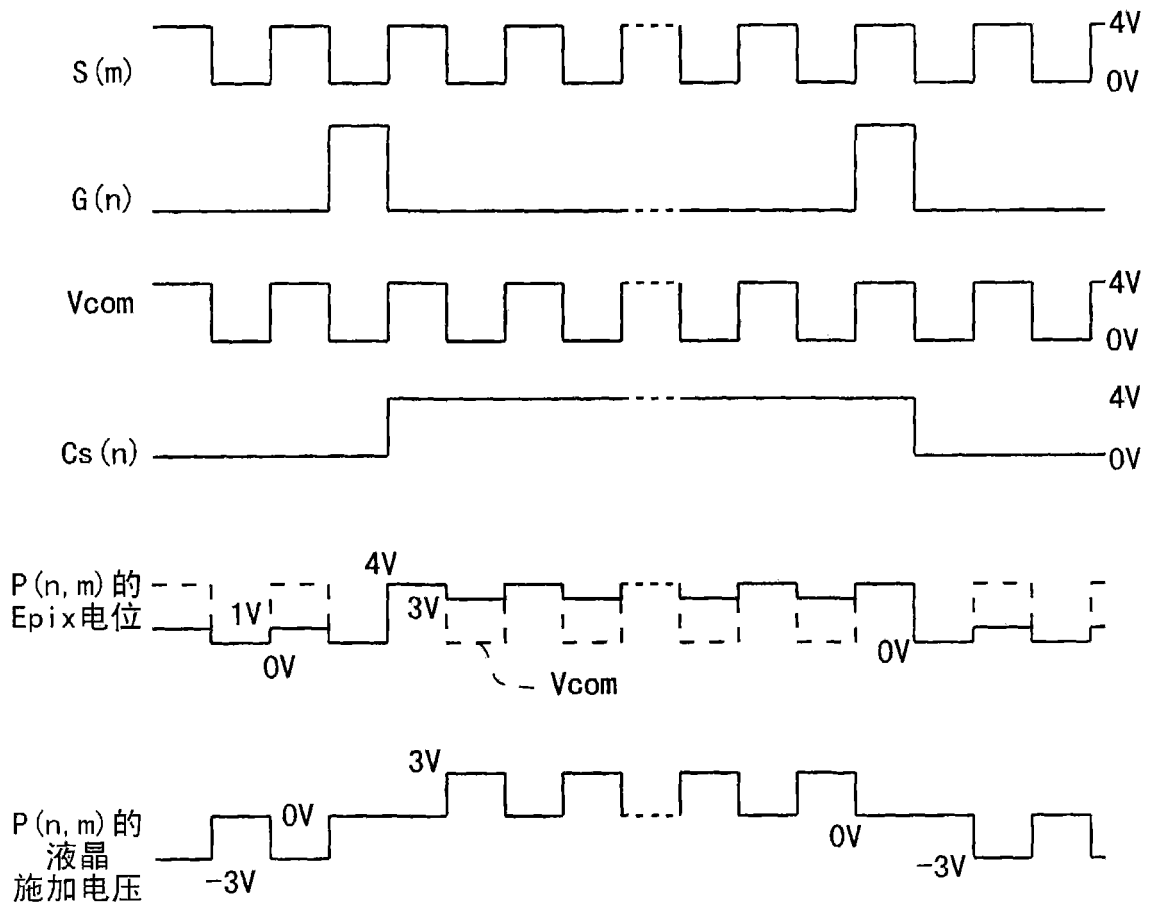 4V
S(m)
0V
G(n)
4V
Vcom
0V
4V
Cs(n)
0V
4V
P(n,m)的
Epix电位
1V
3V
0V
0V
Vcom
3V
P(n,m)的
液晶
施加电压
0V
0V
-3V
-3V